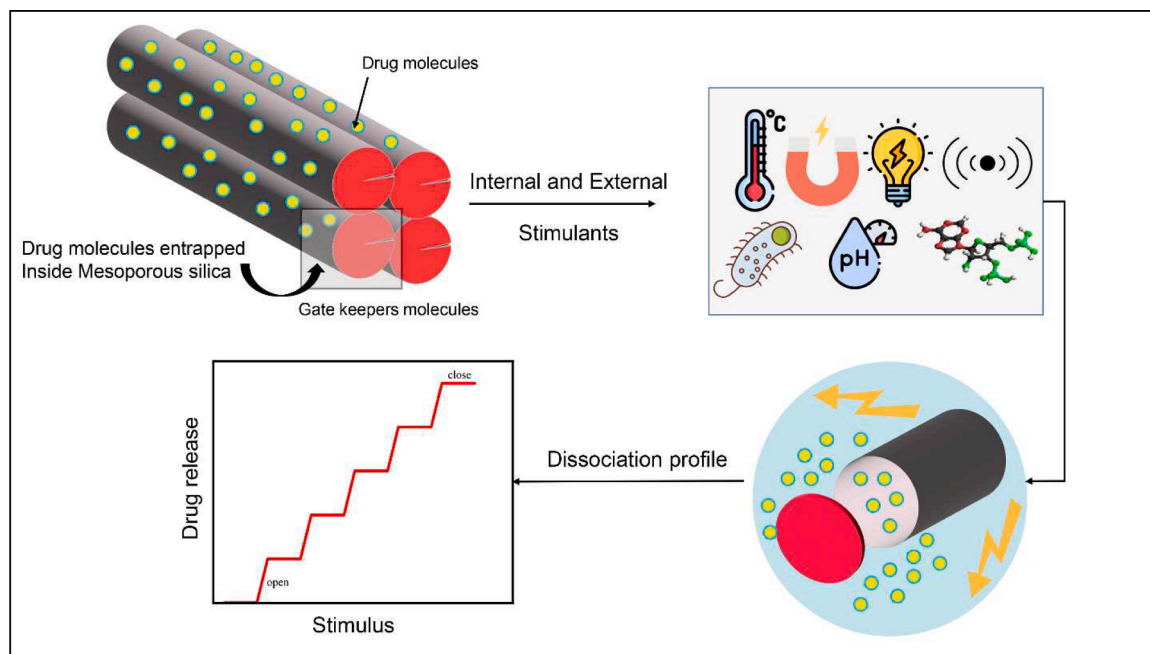 Drug molecules
°C
Internal and External
Stimulants
Drug molecules entrapped
Inside Mesoporous silica
Gate keepers molecules
pH
close
Drug release
open
Stimulus
Dissociation profile